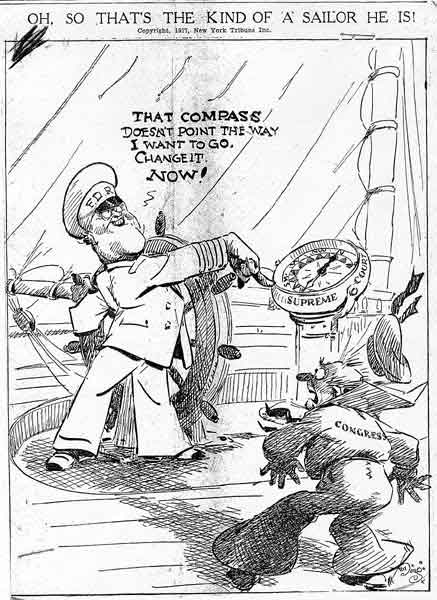 OH, SO THAT'S THE KIND OF A SAILOR HE IS!
Copyright, 1937, New York Tribune Inc.
THAT COMPASS
DOESN'T POINT THE WAY
I WANT TO GO.
CHANGE IT.
NOW!
F.D.R.
SUPREME
COURT
CONGRESS